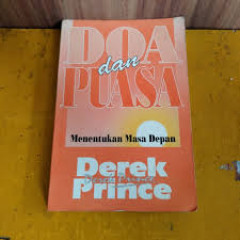 DOA
dan
PUASA
Menentukan Masa Depan
Derek
Prince